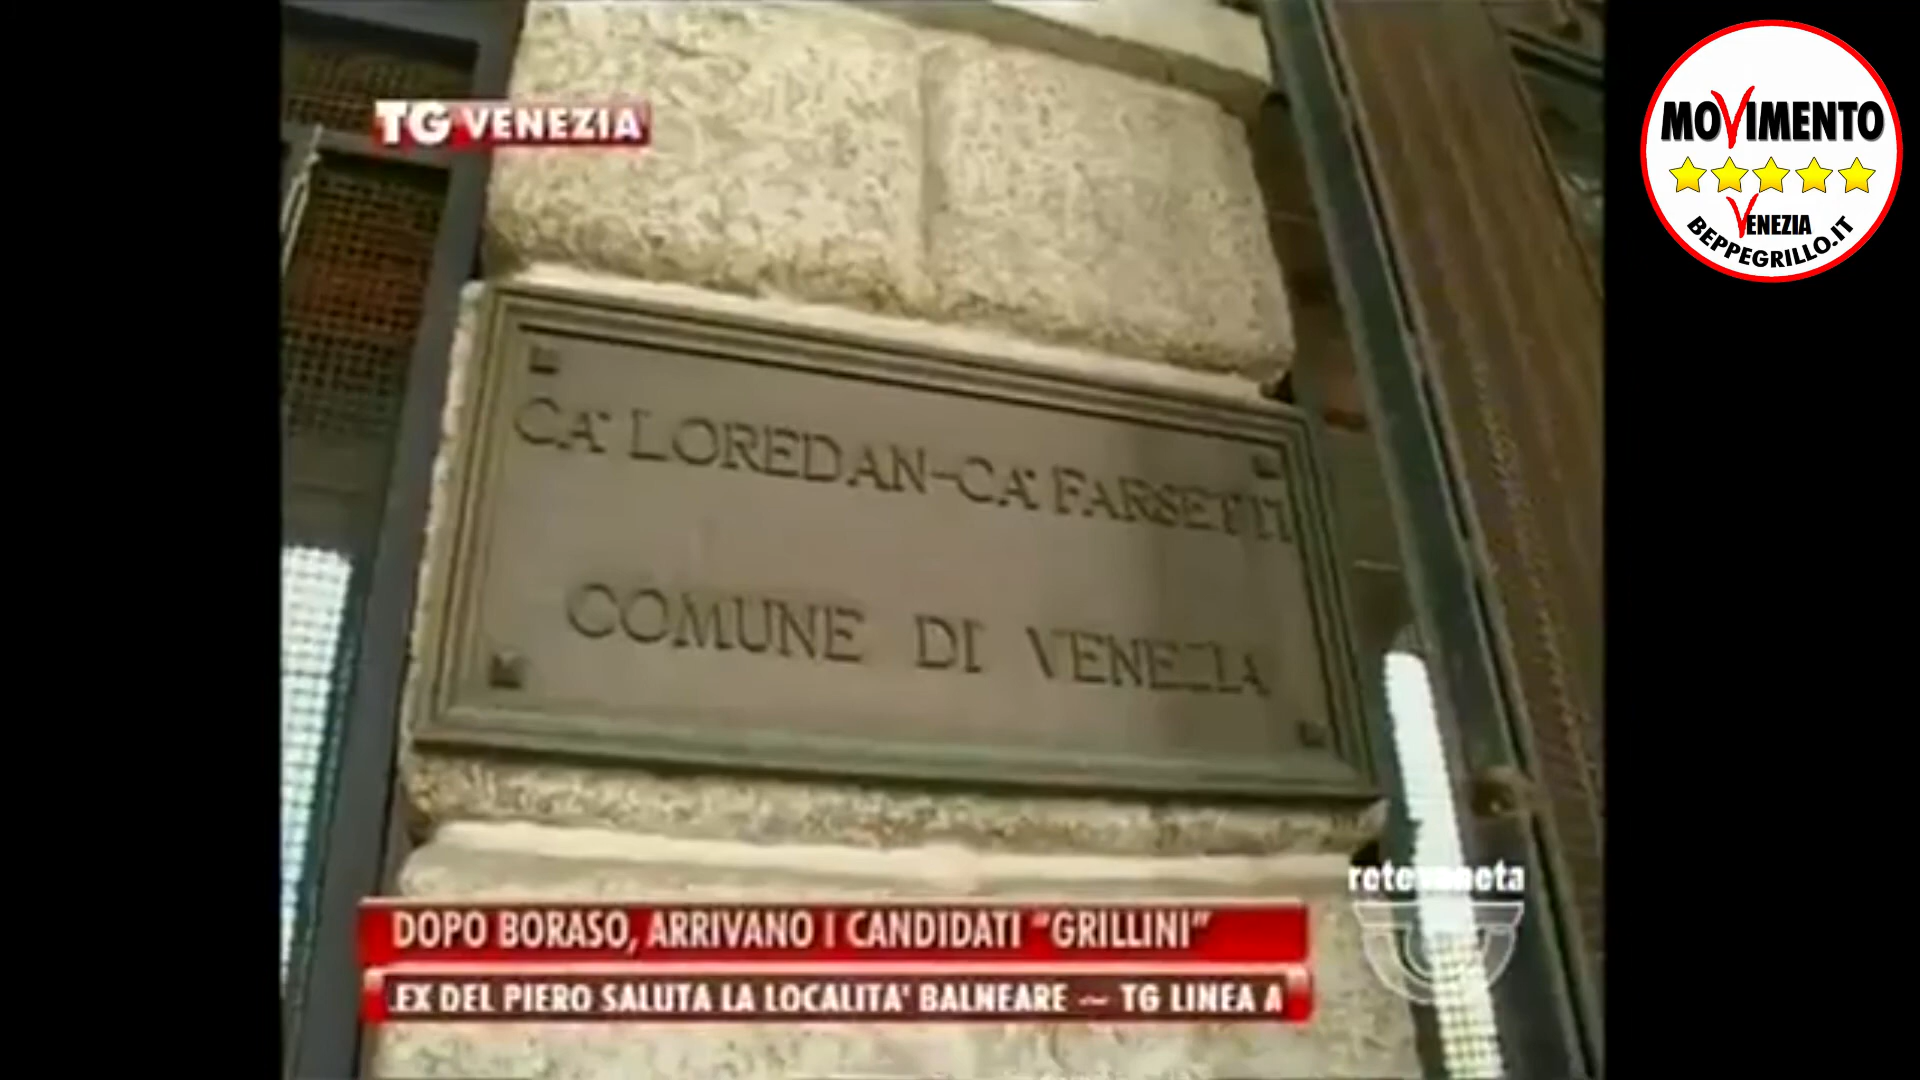 TG VENEZIA
MOVIMENTO
VENEZIA
BEPPEGRILLO.IT
CA' LOREDAN-CA' FARSETTI
COMUNE DI VENEZIA
reteveneta
DOPO BORASO, ARRIVANO I CANDIDATI "GRILLINI"
.EX DEL PIERO SALUTA LA LOCALITA' BALNEARE ~ TG LINEA A